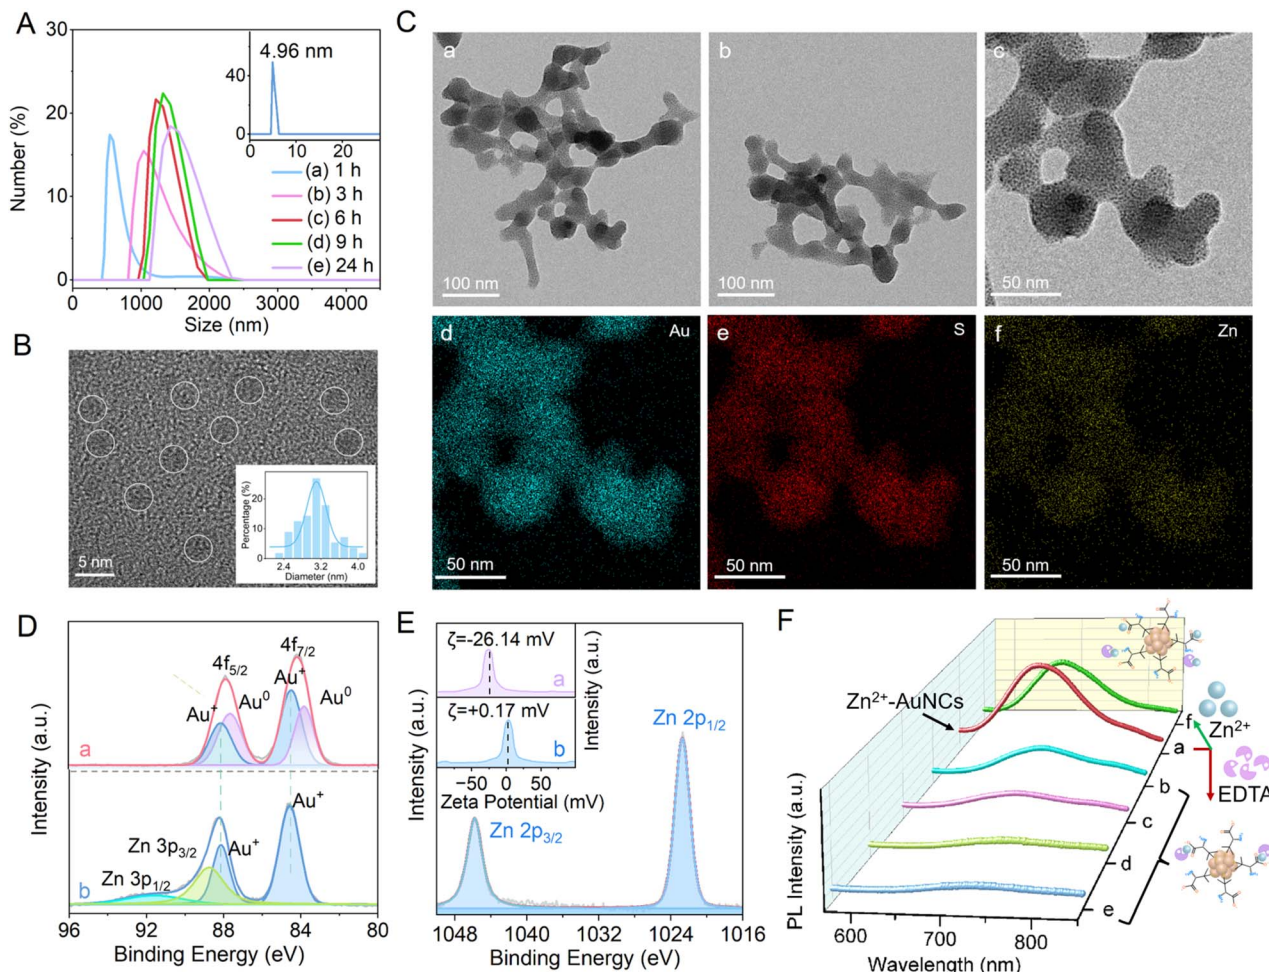 A
Number (%)
30
20
10
0
0
1000
2000
3000
4000
Size (nm)
4.96 nm
40
0
0
10
20
(a) 1 h
(b) 3 h
(c) 6 h
(d) 9 h
(e) 24 h
B
5 nm
Percentage (%)
20
10
0
2.4
3.2
4.0
Diameter (nm)
C
a
100 nm
b
100 nm
c
50 nm
d
Au
50 nm
e
S
50 nm
f
Zn
50 nm
D
Intensity (a.u.)
4f5/2
4f7/2
Au+
Au0
Au+
Au0
a
Zn 3p3/2
Zn 3p1/2
Au+
Au+
b
96
92
88
84
80
Binding Energy (eV)
E
Intensity (a.u.)
ζ=-26.14 mV
a
ζ=+0.17 mV
b
Intensity (a.u.)
−50
0
50
Zeta Potential (mV)
Zn 2p3/2
Zn 2p1/2
1048
1040
1032
1024
1016
Binding Energy (eV)
F
600
700
800
Zn2+-AuNCs
PL Intensity (a.u.)
f
a
b
c
d
e
Zn2+
EDTA
600
700
800
Wavelength (nm)